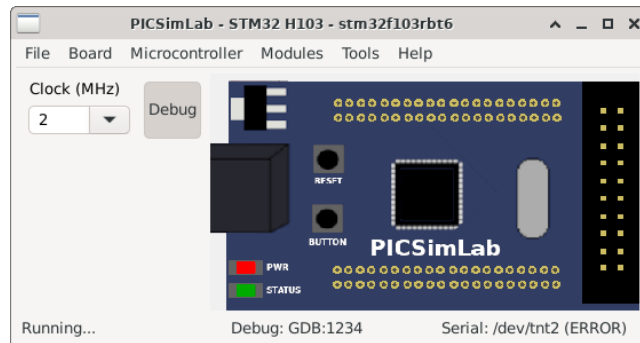 PICSimLab - STM32 H103 - stm32f103rbt6
File Board Microcontroller Modules Tools Help
Clock (MHz)
2
Debug
RESET
BUTTON
PICSimLab
PWR
STATUS
Running... Debug: GDB:1234 Serial: /dev/tnt2 (ERROR)